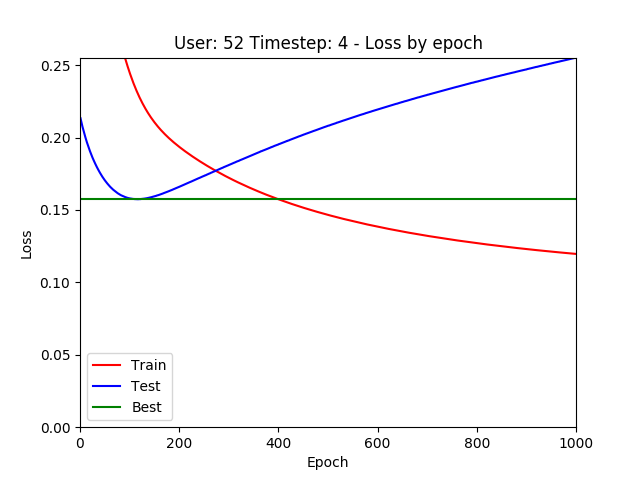 User: 52 Timestep: 4 - Loss by epoch
0.25
0.20
0.15
0.10
0.05
0.00
Loss
Train
Test
Best
0 200 400 600 800 1000
Epoch